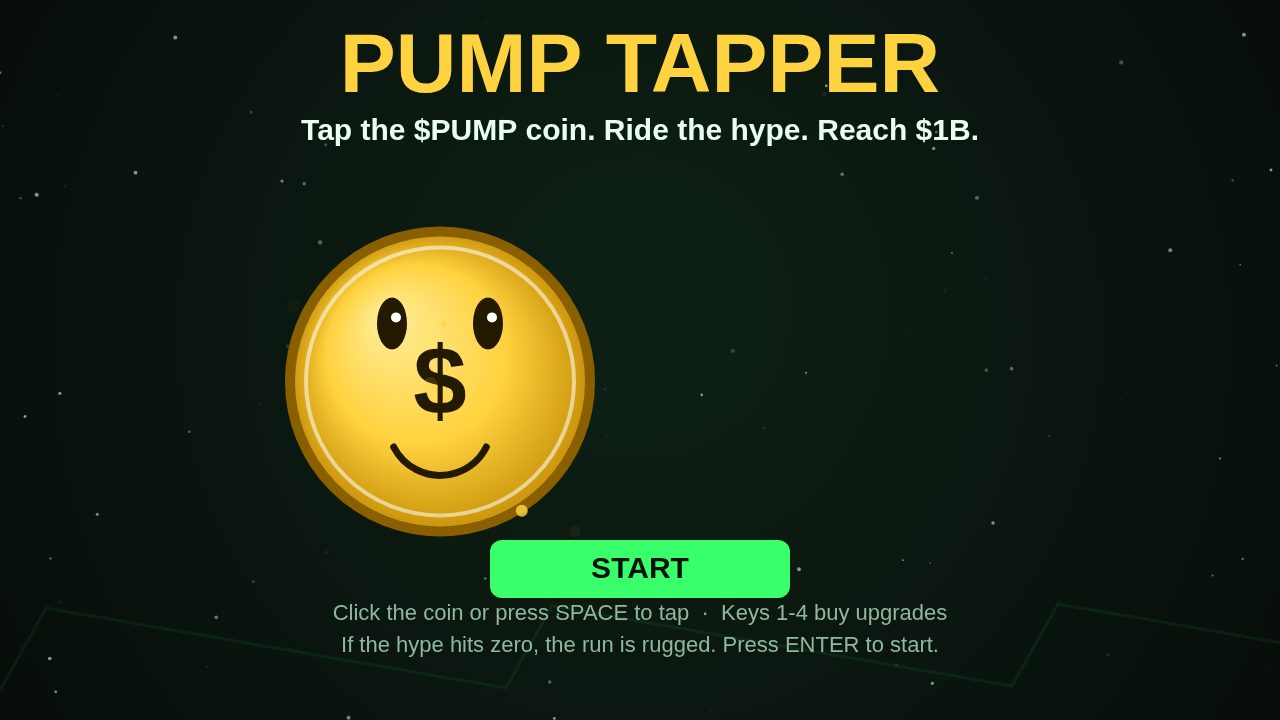 PUMP TAPPER
Tap the $PUMP coin. Ride the hype. Reach $1B.
$
START
Click the coin or press SPACE to tap · Keys 1-4 buy upgrades
If the hype hits zero, the run is rugged. Press ENTER to start.